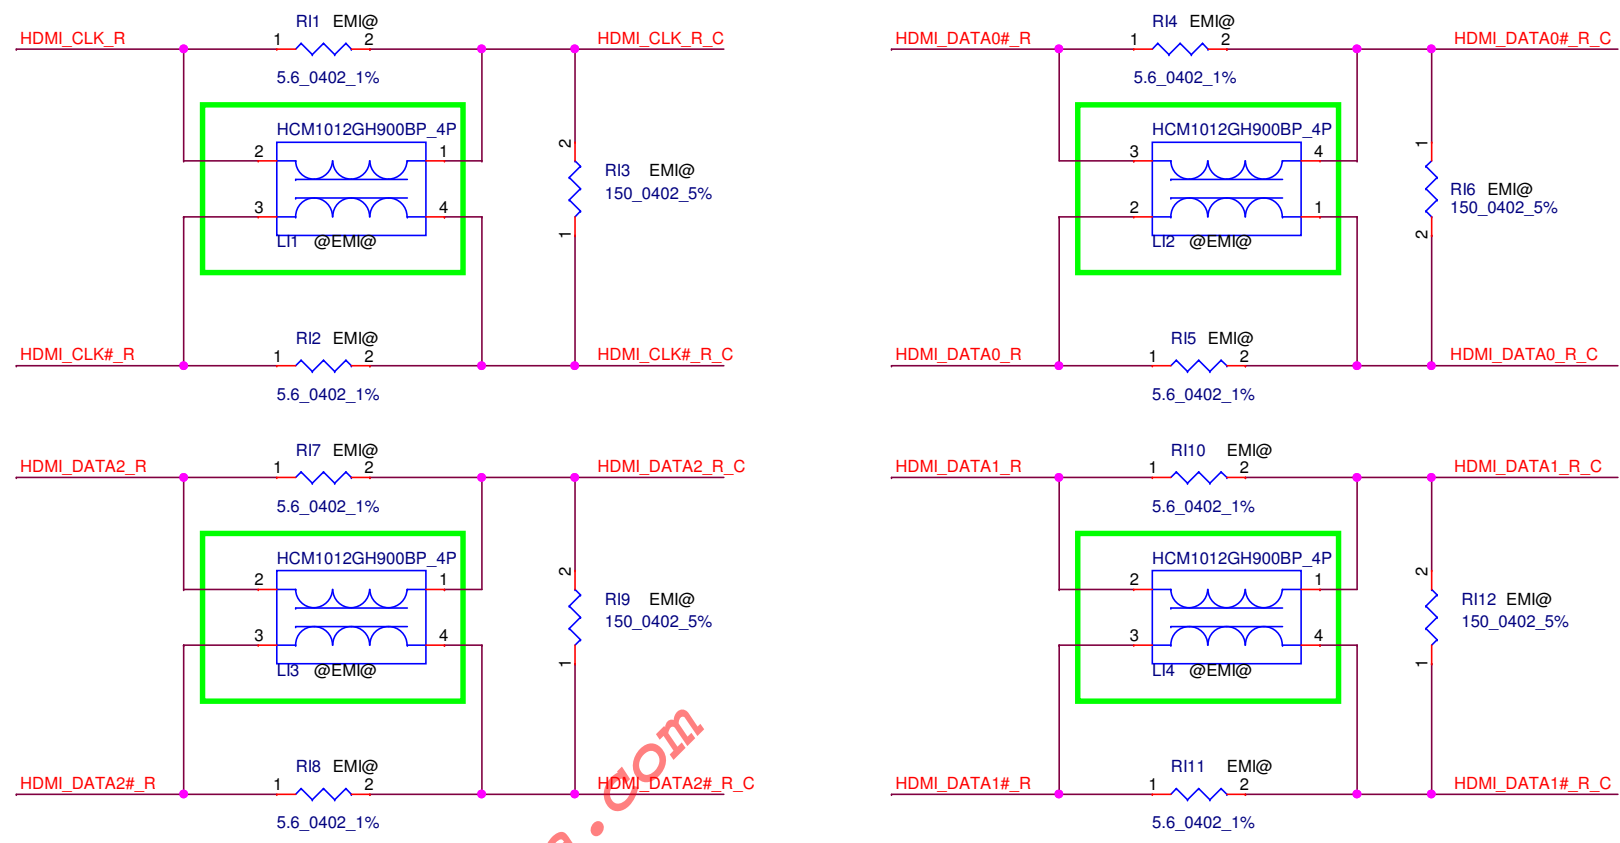 RI1 EMI@
HDMI_CLK_R 1 2 HDMI_CLK_R_C
5.6_0402_1%
HCM1012GH900BP_4P
2 1
3 4
LI1 @EMI@
2
RI3 EMI@
150_0402_5%
1
RI2 EMI@
HDMI_CLK#_R 1 2 HDMI_CLK#_R_C
5.6_0402_1%
RI4 EMI@
HDMI_DATA0#_R 1 2 HDMI_DATA0#_R_C
5.6_0402_1%
HCM1012GH900BP_4P
3 4
2 1
LI2 @EMI@
1
RI6 EMI@
150_0402_5%
2
RI5 EMI@
HDMI_DATA0_R 1 2 HDMI_DATA0_R_C
5.6_0402_1%
RI7 EMI@
HDMI_DATA2_R 1 2 HDMI_DATA2_R_C
5.6_0402_1%
HCM1012GH900BP_4P
2 1
3 4
LI3 @EMI@
2
RI9 EMI@
150_0402_5%
1
RI8 EMI@
HDMI_DATA2#_R 1 2 HDMI_DATA2#_R_C
5.6_0402_1%
RI10 EMI@
HDMI_DATA1_R 1 2 HDMI_DATA1_R_C
5.6_0402_1%
HCM1012GH900BP_4P
2 1
3 4
LI4 @EMI@
2
RI12 EMI@
150_0402_5%
1
RI11 EMI@
HDMI_DATA1#_R 1 2 HDMI_DATA1#_R_C
5.6_0402_1%
.com